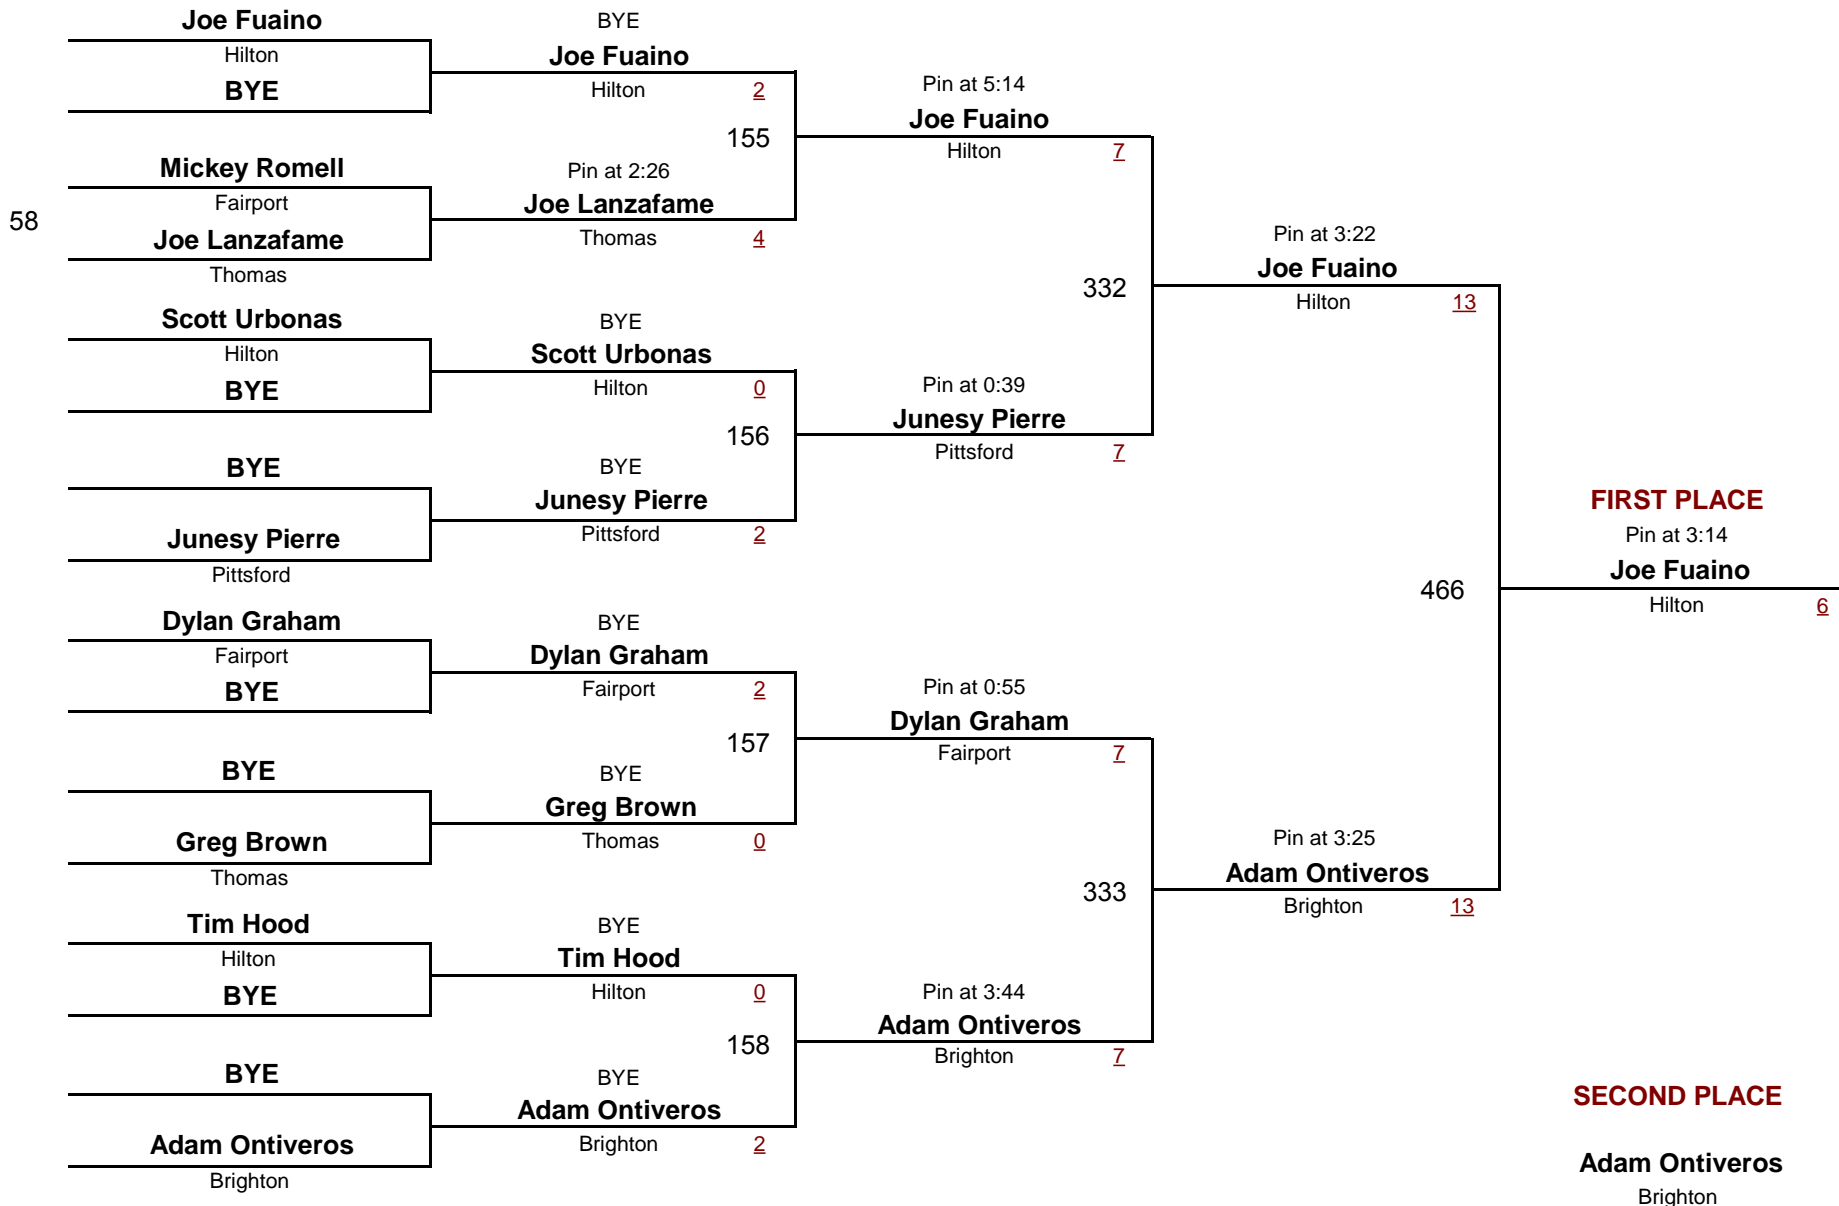 Joe Fuaino
Hilton
BYE
58
Mickey Romell
Fairport
Joe Lanzafame
Thomas
Scott Urbonas
Hilton
BYE
BYE
Junesy Pierre
Pittsford
Dylan Graham
Fairport
BYE
BYE
Greg Brown
Thomas
Tim Hood
Hilton
BYE
BYE
Adam Ontiveros
Brighton
BYE
Joe Fuaino
Hilton 2
155
Pin at 2:26
Joe Lanzafame
Thomas 4
BYE
Scott Urbonas
Hilton 0
156
BYE
Junesy Pierre
Pittsford 2
BYE
Dylan Graham
Fairport 2
157
BYE
Greg Brown
Thomas 0
BYE
Tim Hood
Hilton 0
158
BYE
Adam Ontiveros
Brighton 2
Pin at 5:14
Joe Fuaino
Hilton 7
332
Pin at 0:39
Junesy Pierre
Pittsford 7
Pin at 0:55
Dylan Graham
Fairport 7
333
Pin at 3:44
Adam Ontiveros
Brighton 7
Pin at 3:22
Joe Fuaino
Hilton 13
466
Pin at 3:25
Adam Ontiveros
Brighton 13
FIRST PLACE
Pin at 3:14
Joe Fuaino
Hilton 6
SECOND PLACE
Adam Ontiveros
Brighton